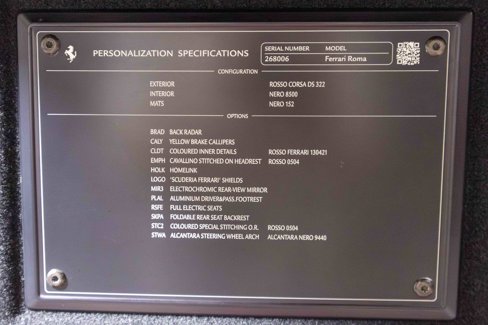 PERSONALIZATION SPECIFICATIONS
SERIAL NUMBER MODEL
268006 Ferrari Roma
CONFIGURATION
EXTERIOR ROSSO CORSA DS 322
INTERIOR NERO 8500
MATS NERO 152
OPTIONS
BRAD BACK RADAR
CALY YELLOW BRAKE CALLIPERS
CLDT COLOURED INNER DETAILS ROSSO FERRARI 130421
EMPH CAVALLINO STITCHED ON HEADREST ROSSO 0504
HOLK HOMELINK
LOGO 'SCUDERIA FERRARI' SHIELDS
MIR3 ELECTROCHROMIC REAR-VIEW MIRROR
PLAL ALUMINIUM DRIVER&PASS.FOOTREST
RSFE FULL ELECTRIC SEATS
SKPA FOLDABLE REAR SEAT BACKREST
STC2 COLOURED SPECIAL STITCHING O.R. ROSSO 0504
STWA ALCANTARA STEERING WHEEL ARCH ALCANTARA NERO 9440